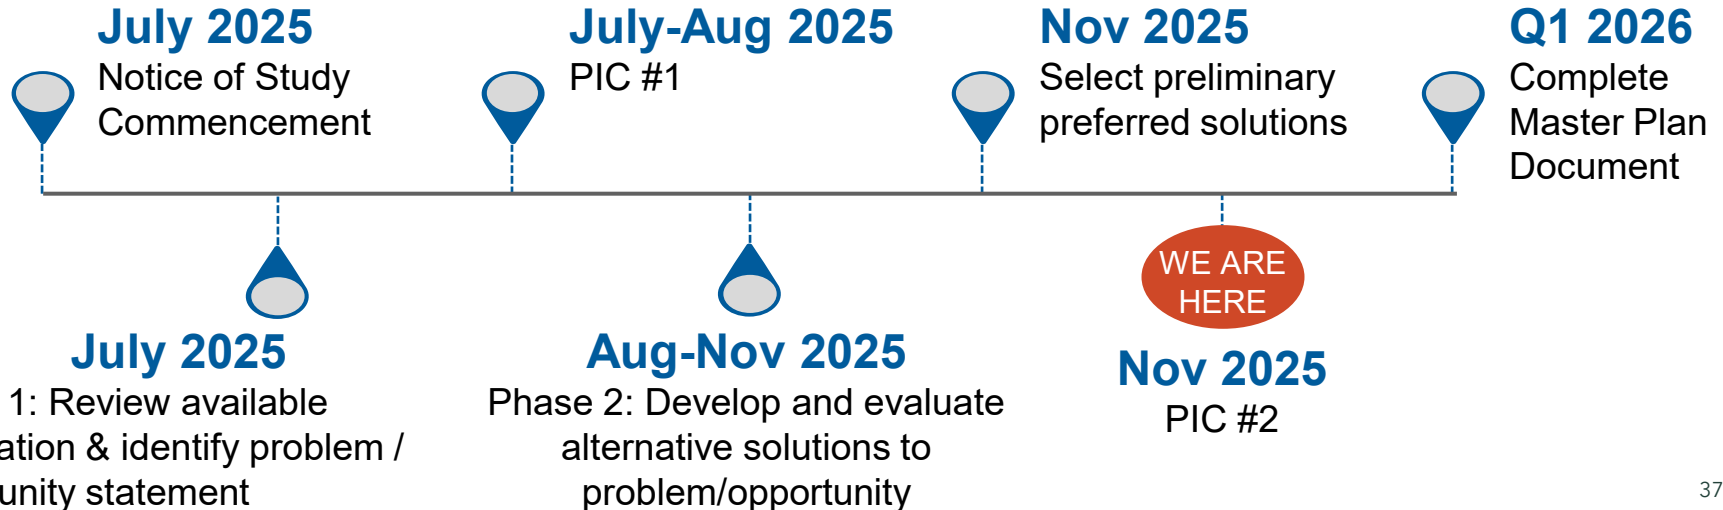 July 2025
Notice of Study
Commencement
July-Aug 2025
PIC #1
Nov 2025
Select preliminary
preferred solutions
Q1 2026
Complete
Master Plan
Document
July 2025
1: Review available
ation & identify problem /
unity statement
Aug-Nov 2025
Phase 2: Develop and evaluate
alternative solutions to
problem/opportunity
WE ARE
HERE
Nov 2025
PIC #2
37